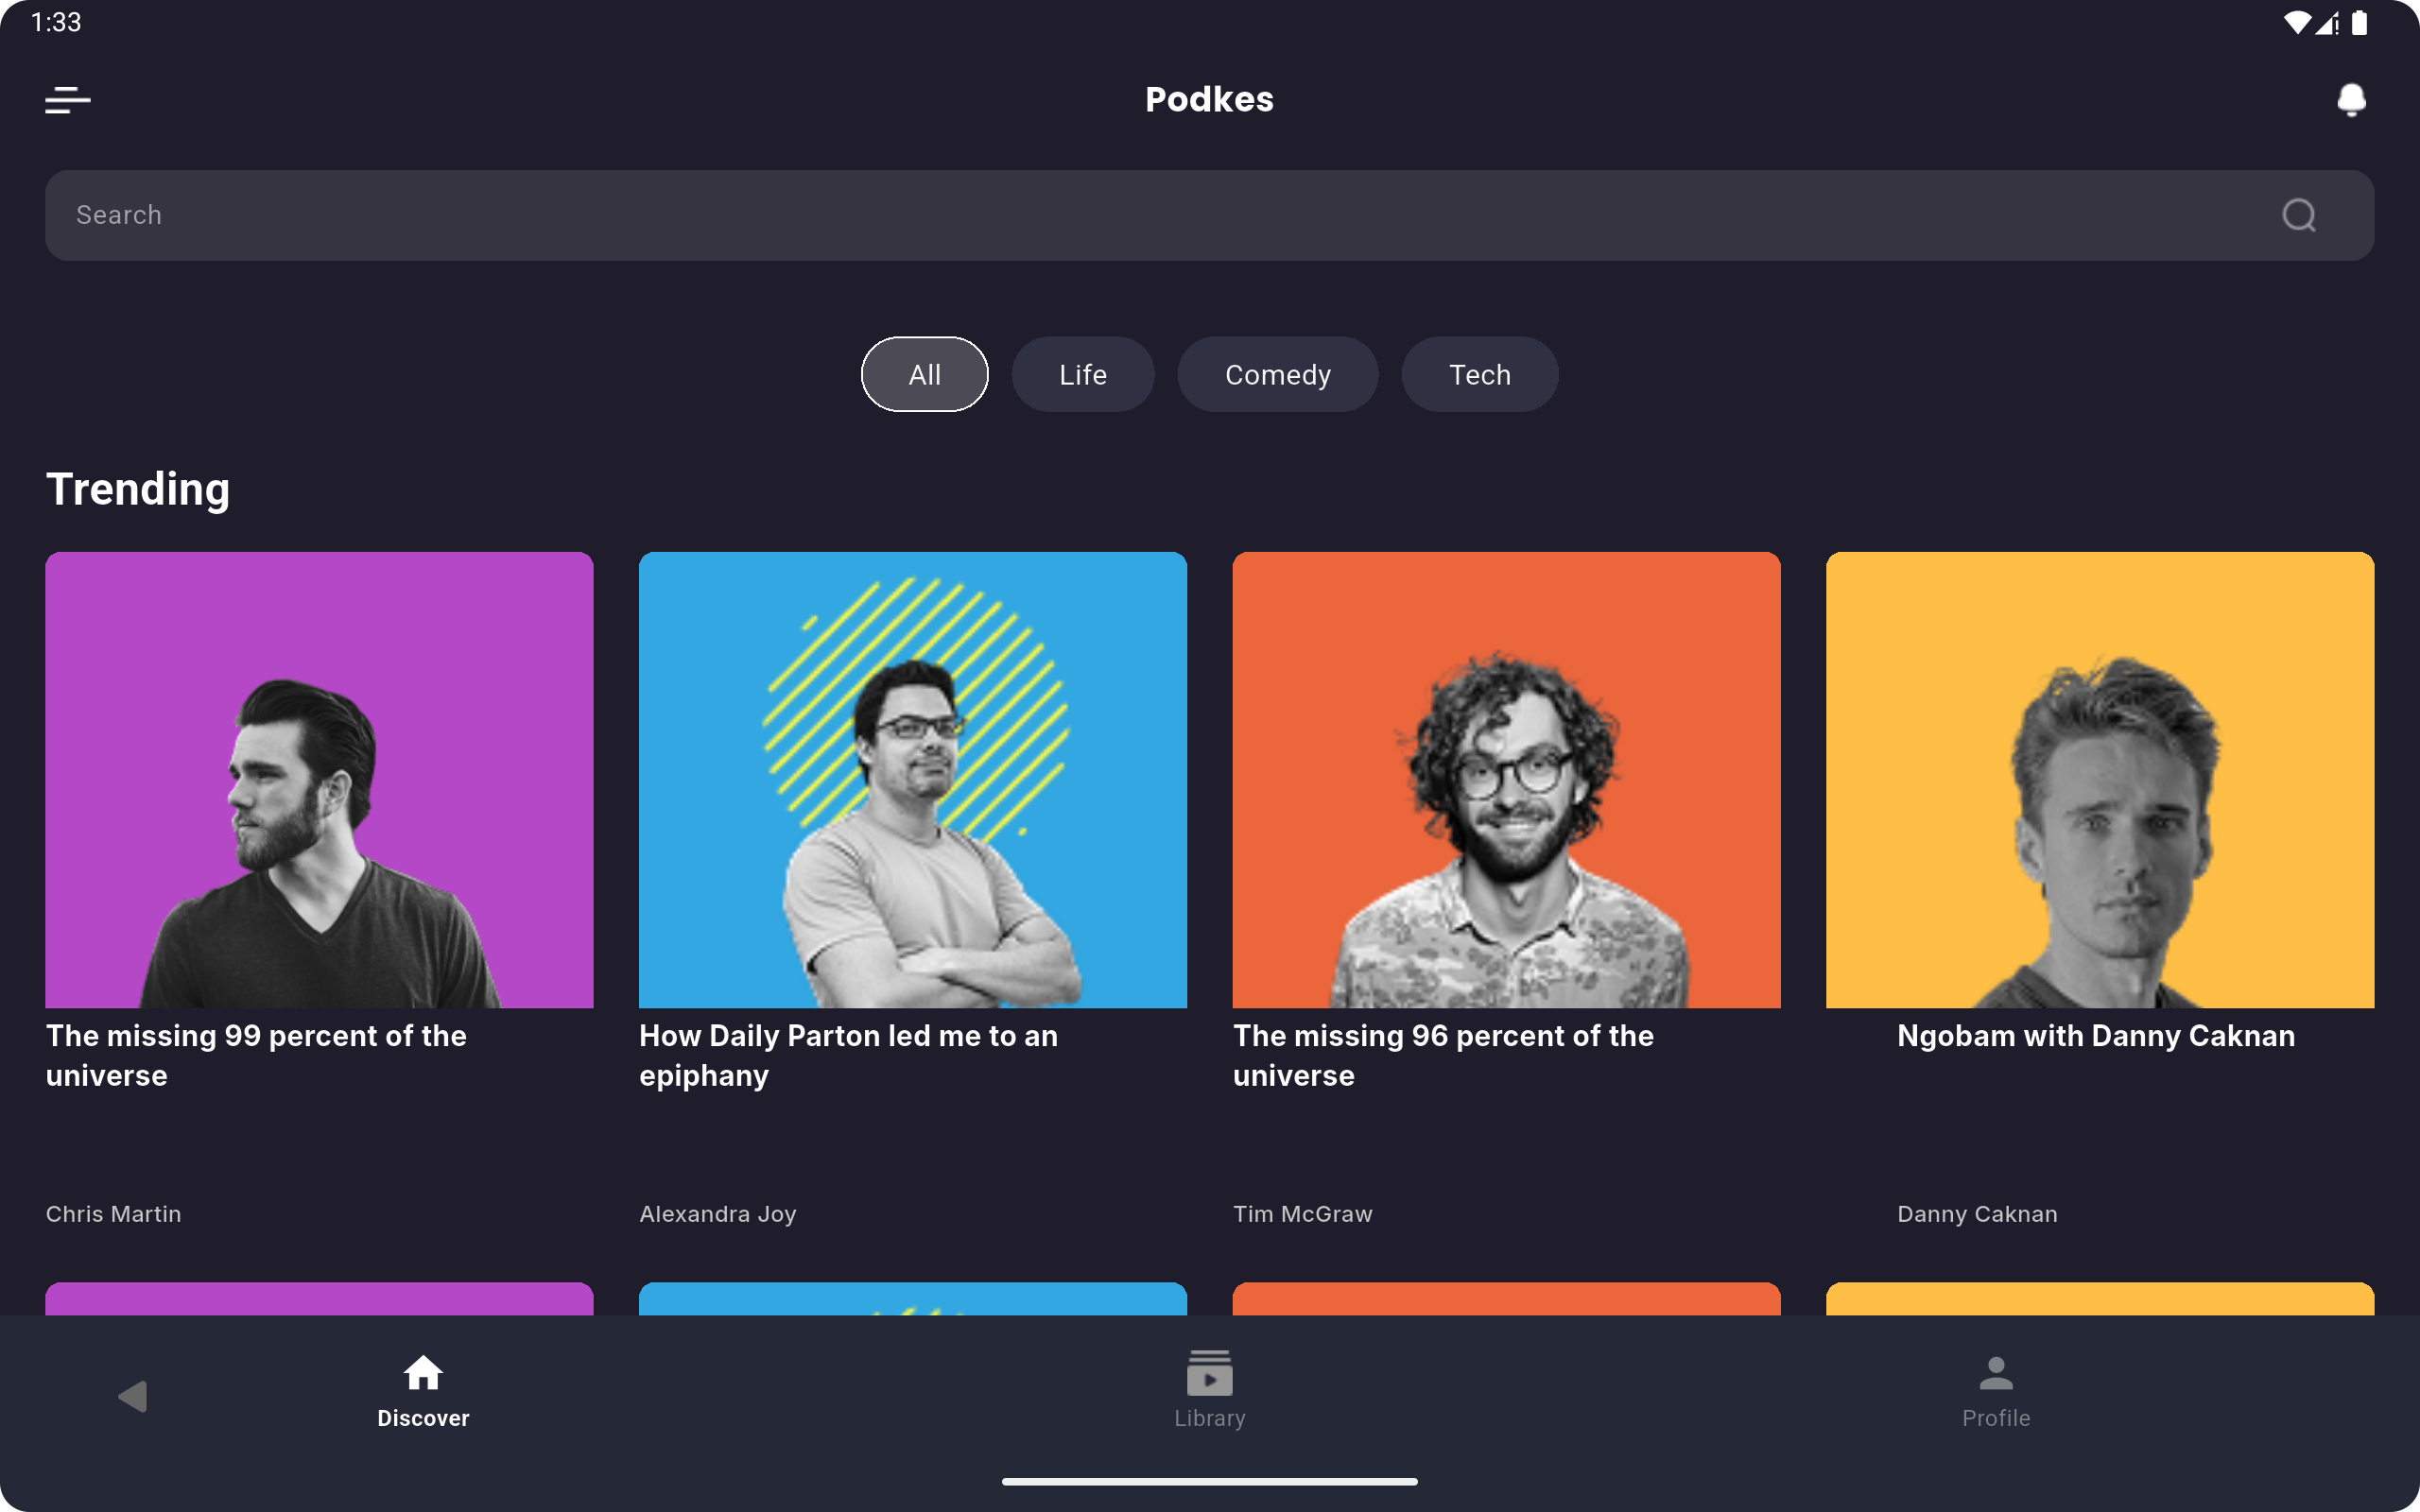 1:33
Podkes
Search
All
Life
Comedy
Tech
Trending
The missing 99 percent of the
universe
Chris Martin
How Daily Parton led me to an
epiphany
Alexandra Joy
The missing 96 percent of the
universe
Tim McGraw
Ngobam with Danny Caknan
Danny Caknan
Discover
Library
Profile